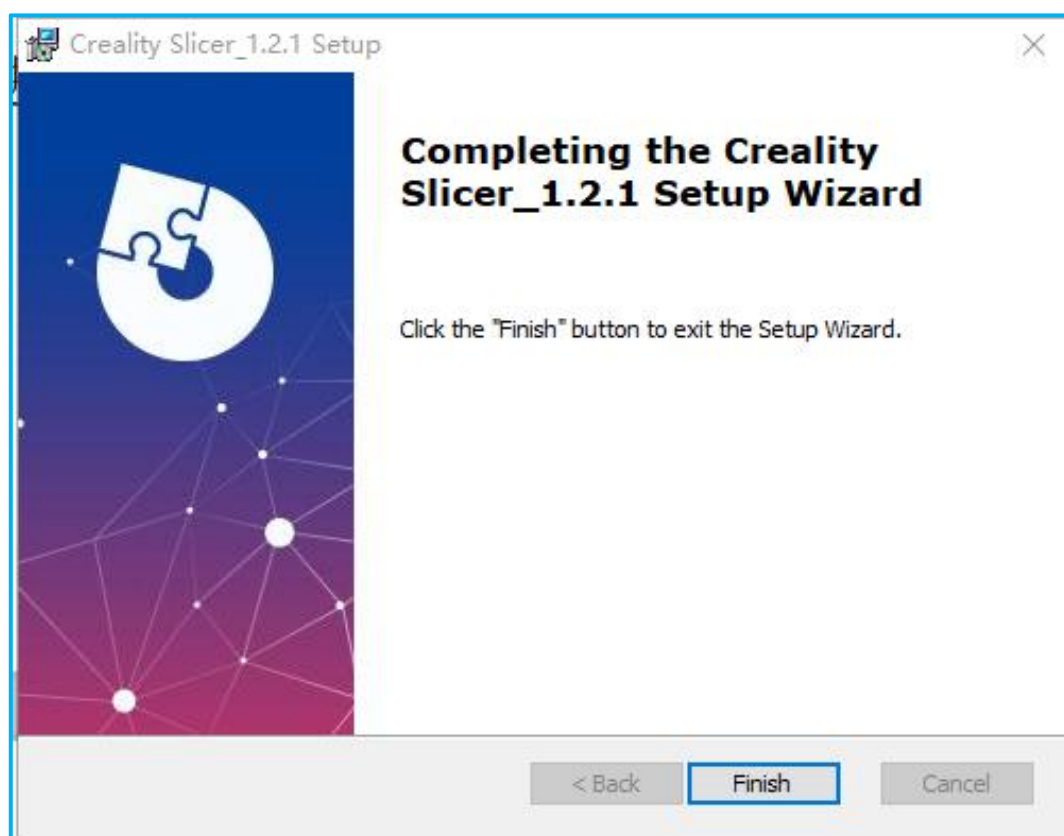 Creality Slicer_1.2.1 Setup
Completing the Creality
Slicer_1.2.1 Setup Wizard
Click the "Finish" button to exit the Setup Wizard.
< Back Finish Cancel